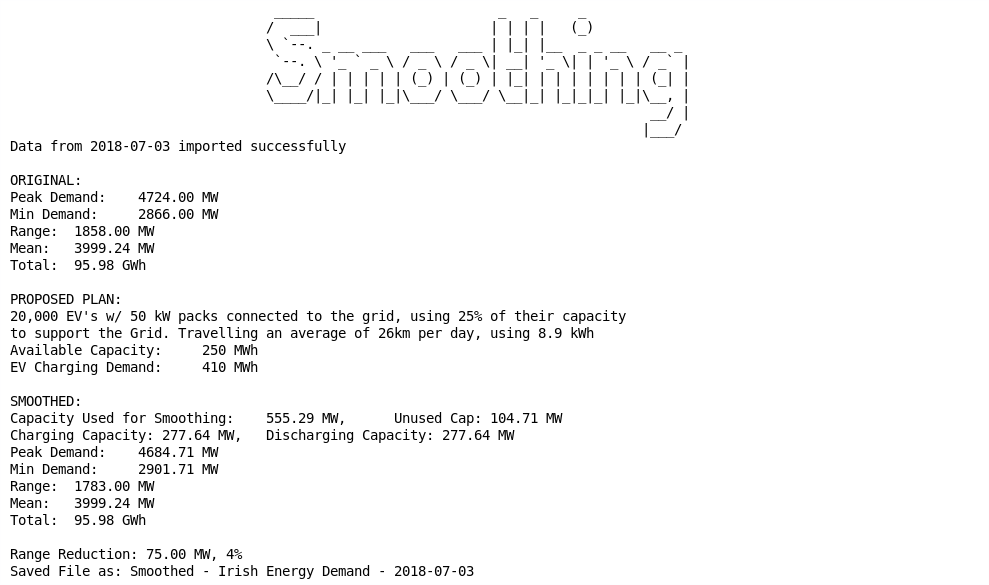 Smoothing
Data from 2018-07-03 imported successfully
ORIGINAL:
Peak Demand:    4724.00 MW
Min Demand:     2866.00 MW
Range:  1858.00 MW
Mean:   3999.24 MW
Total:  95.98 GWh
PROPOSED PLAN:
20,000 EV's w/ 50 kW packs connected to the grid, using 25% of their capacity
to support the Grid. Travelling an average of 26km per day, using 8.9 kWh
Available Capacity:     250 MWh
EV Charging Demand:     410 MWh
SMOOTHED:
Capacity Used for Smoothing:    555.29 MW,      Unused Cap: 104.71 MW
Charging Capacity: 277.64 MW,   Discharging Capacity: 277.64 MW
Peak Demand:    4684.71 MW
Min Demand:     2901.71 MW
Range:  1783.00 MW
Mean:   3999.24 MW
Total:  95.98 GWh
Range Reduction: 75.00 MW, 4%
Saved File as: Smoothed - Irish Energy Demand - 2018-07-03